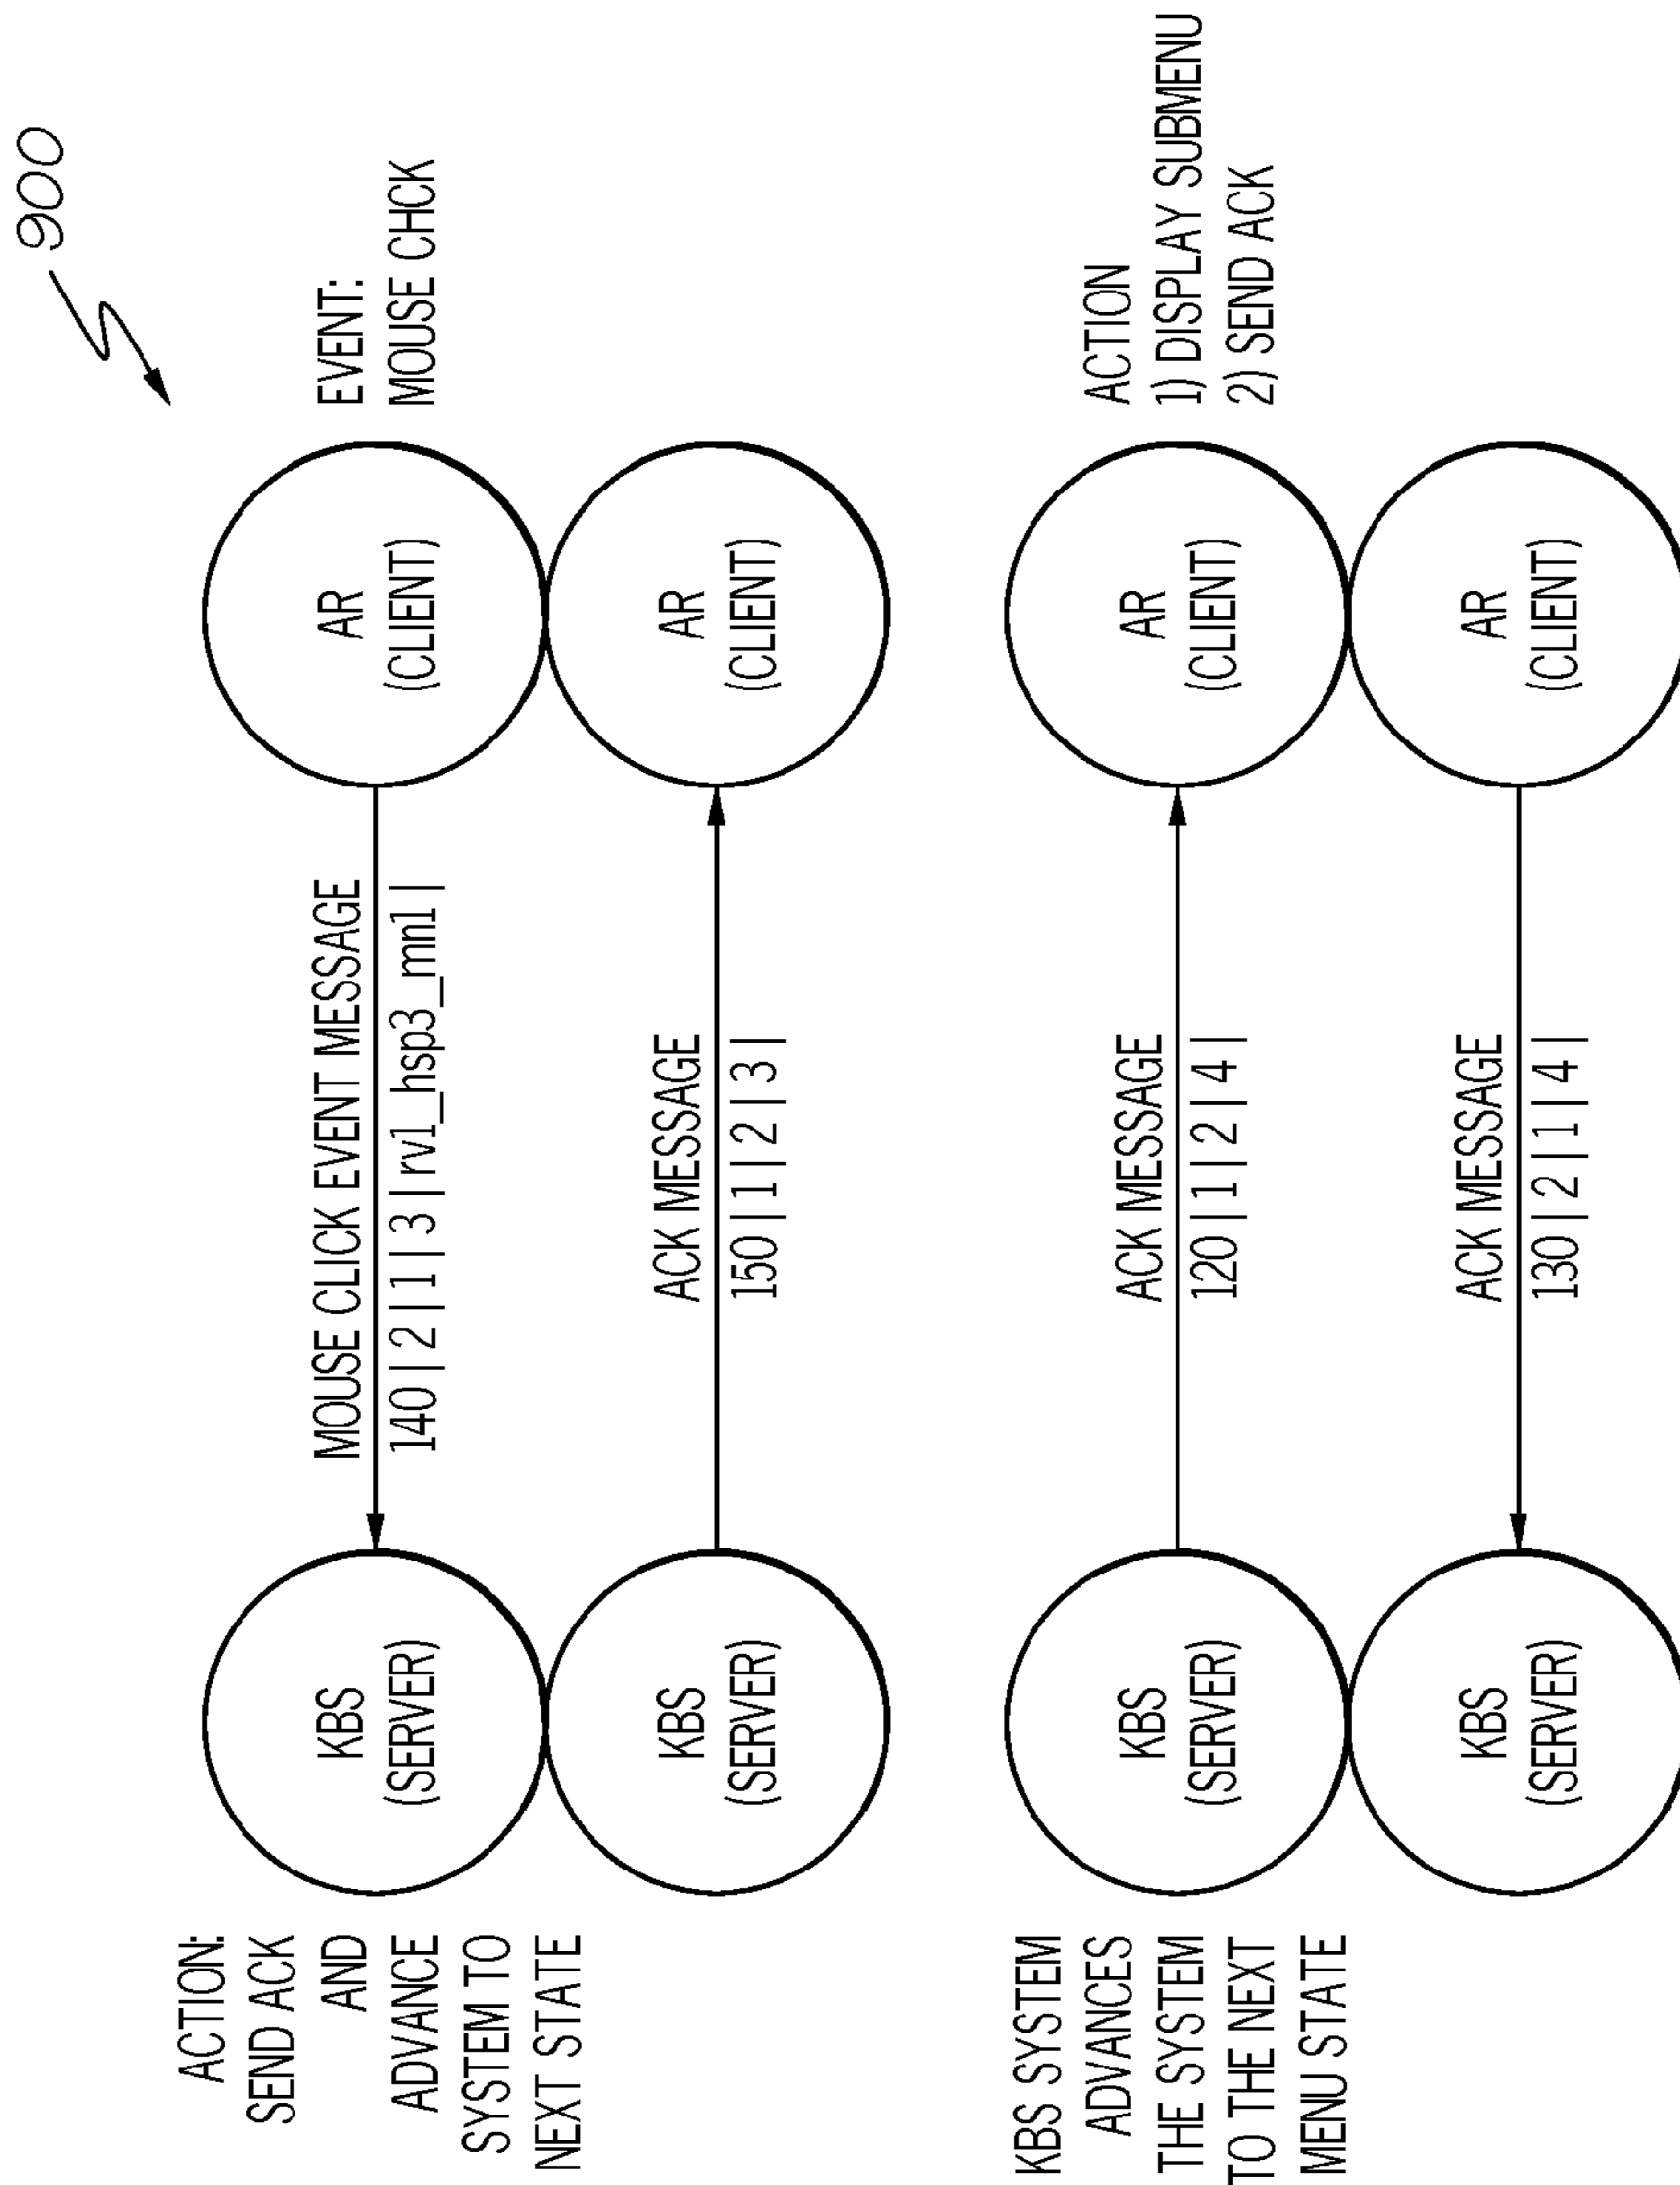 900
ACTION:
SEND ACK
AND
ADVANCE
SYSTEM TO
NEXT STATE
KBS
(SERVER)
MOUSE CLICK EVENT MESSAGE
140 | 2 | 1 | 3 | rv1_hsp3_mn1 |
AR
(CLIENT)
EVENT:
MOUSE CHCK
KBS
(SERVER)
ACK MESSAGE
150 | 1 | 2 | 3 |
AR
(CLIENT)
KBS SYSTEM
ADVANCES
THE SYSTEM
TO THE NEXT
MENU STATE
KBS
(SERVER)
ACK MESSAGE
120 | 1 | 2 | 4 |
AR
(CLIENT)
ACTION
1) DISPLAY SUBMENU
2) SEND ACK
KBS
(SERVER)
ACK MESSAGE
130 | 2 | 1 | 4 |
AR
(CLIENT)